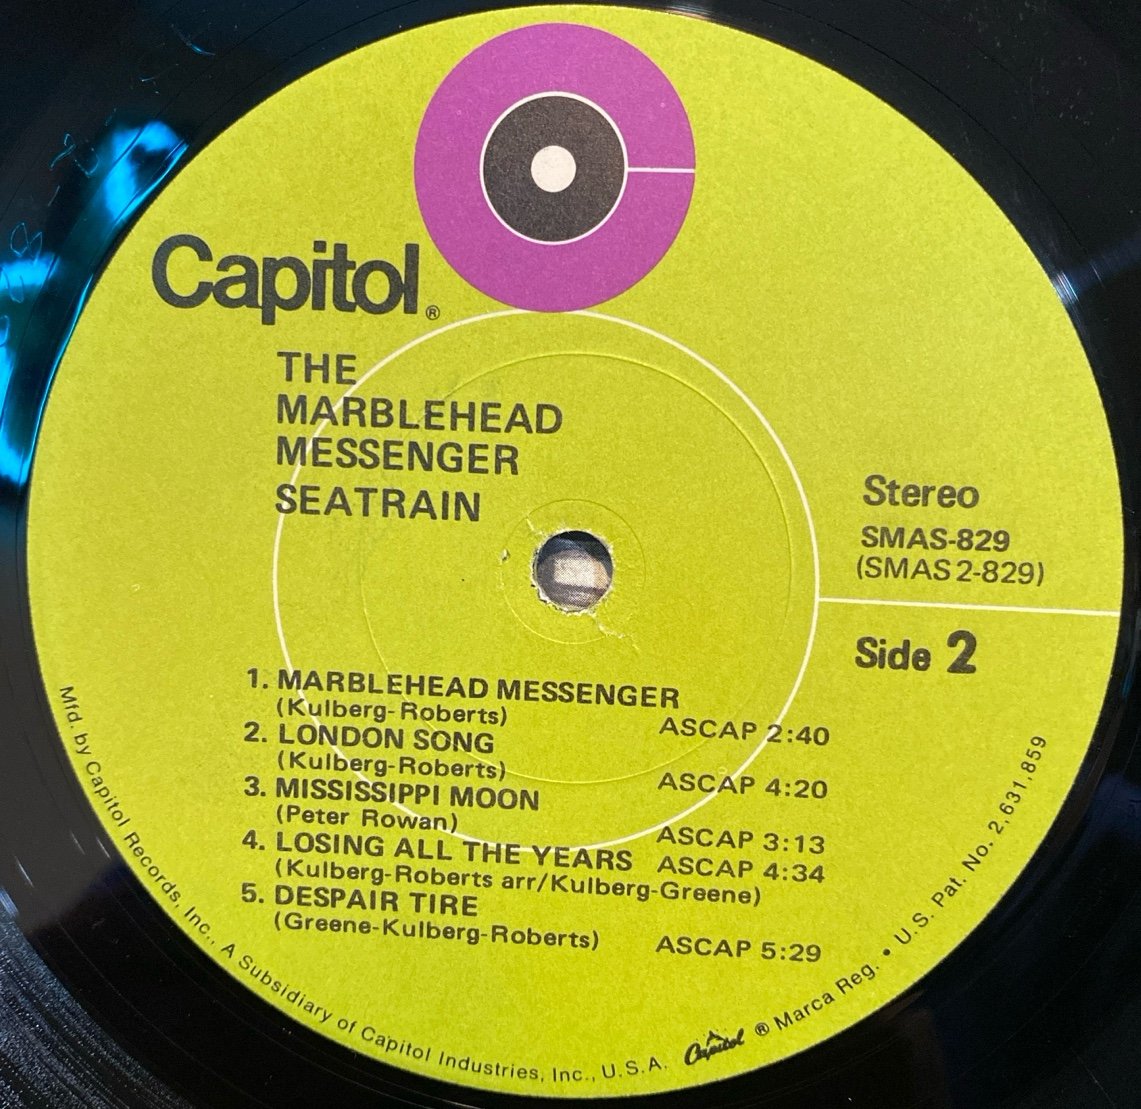 Capitol®
THE
MARBLEHEAD
MESSENGER
SEATRAIN
Stereo
SMAS-829
(SMAS 2-829)
Side 2
1. MARBLEHEAD MESSENGER
(Kulberg-Roberts) ASCAP 2:40
2. LONDON SONG
(Kulberg-Roberts) ASCAP 4:20
3. MISSISSIPPI MOON
(Peter Rowan) ASCAP 3:13
4. LOSING ALL THE YEARS ASCAP 4:34
(Kulberg-Roberts arr/Kulberg-Greene)
5. DESPAIR TIRE
(Greene-Kulberg-Roberts) ASCAP 5:29
Mfd. by Capitol Records, Inc., A Subsidiary of Capitol Industries, Inc., U.S.A. Capitol ® Marca Reg. • U.S. Pat. No. 2,631,859